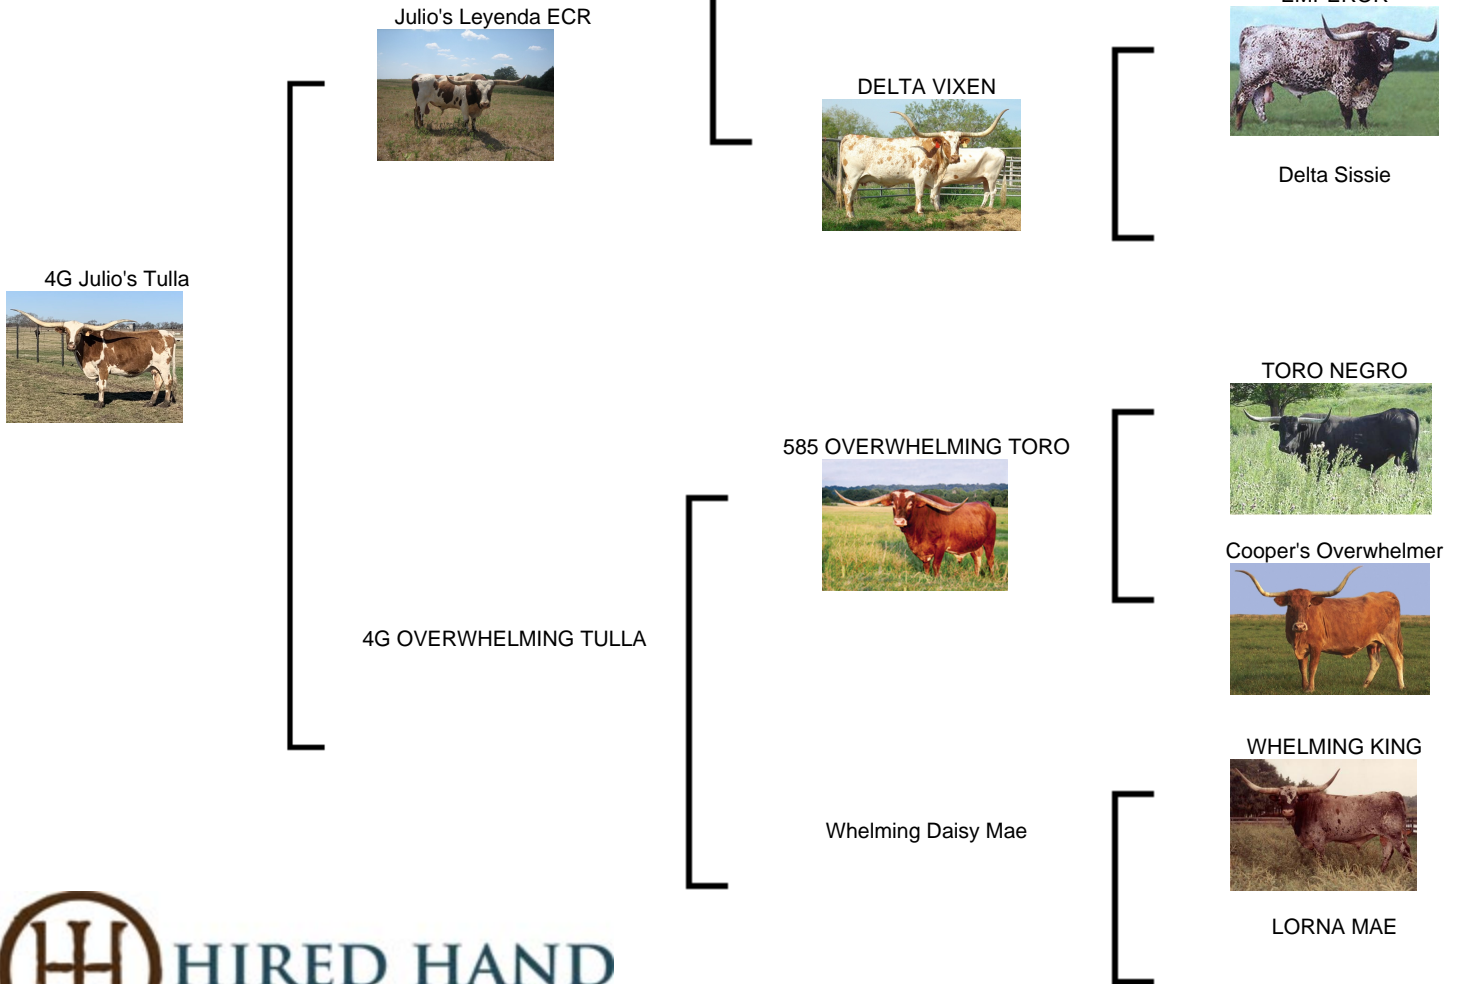 Julio's Leyenda ECR
DELTA VIXEN
Delta Sissie
4G Julio's Tulla
TORO NEGRO
585 OVERWHELMING TORO
Cooper's Overwhelmer
4G OVERWHELMING TULLA
WHELMING KING
Whelming Daisy Mae
LORNA MAE
HIRED HAND